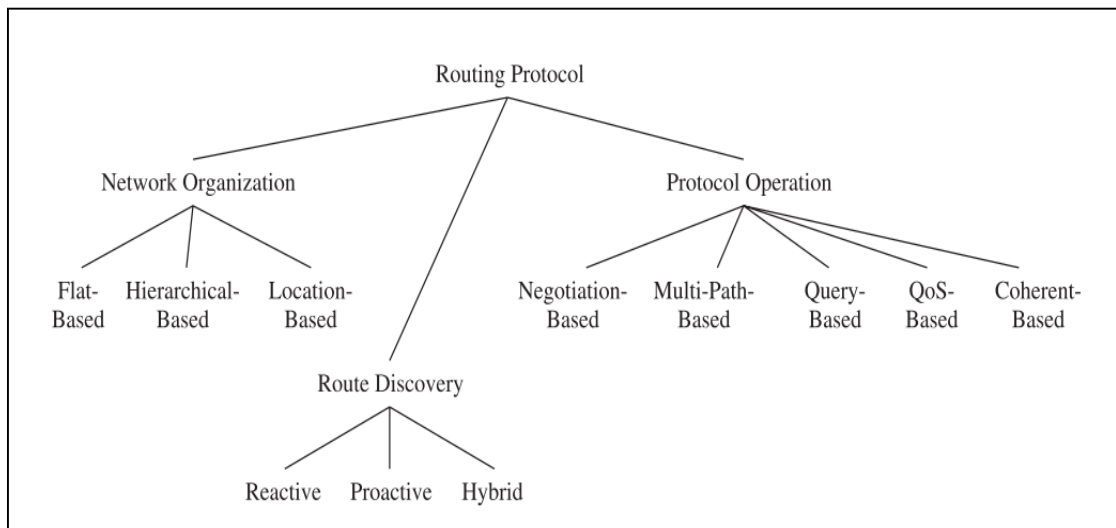 Routing Protocol
Network Organization
Protocol Operation
Flat-
Based
Hierarchical-
Based
Location-
Based
Negotiation-
Based
Multi-Path-
Based
Query-
Based
QoS-
Based
Coherent-
Based
Route Discovery
Reactive
Proactive
Hybrid